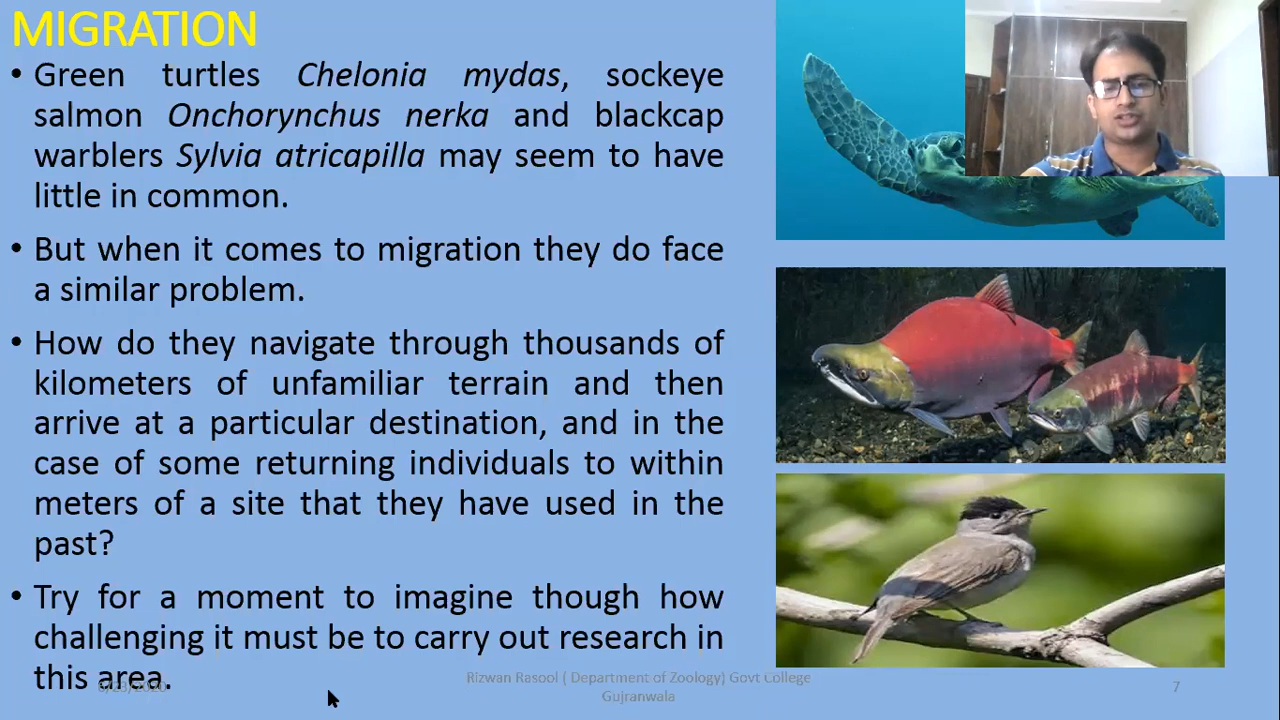 MIGRATION
• Green turtles Chelonia mydas, sockeye
salmon Onchorynchus nerka and blackcap
warblers Sylvia atricapilla may seem to have
little in common.
• But when it comes to migration they do face
a similar problem.
• How do they navigate through thousands of
kilometers of unfamiliar terrain and then
arrive at a particular destination, and in the
case of some returning individuals to within
meters of a site that they have used in the
past?
• Try for a moment to imagine though how
challenging it must be to carry out research in
this area.
Rizwan Rasool ( Department of Zoology) Govt College
Gujranwala
7